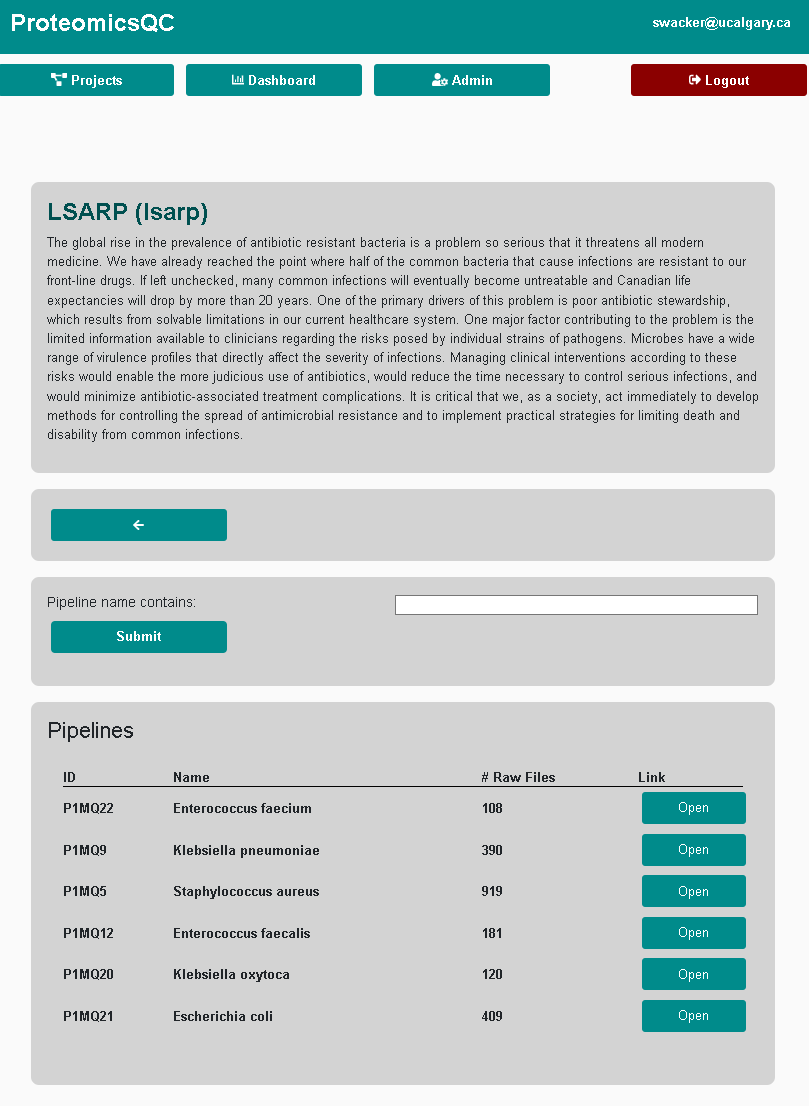 ProteomicsQC
swacker@ucalgary.ca
Projects
Dashboard
Admin
Logout
LSARP (lsarp)
The global rise in the prevalence of antibiotic resistant bacteria is a problem so serious that it threatens all modern
medicine. We have already reached the point where half of the common bacteria that cause infections are resistant to our
front-line drugs. If left unchecked, many common infections will eventually become untreatable and Canadian life
expectancies will drop by more than 20 years. One of the primary drivers of this problem is poor antibiotic stewardship,
which results from solvable limitations in our current healthcare system. One major factor contributing to the problem is the
limited information available to clinicians regarding the risks posed by individual strains of pathogens. Microbes have a wide
range of virulence profiles that directly affect the severity of infections. Managing clinical interventions according to these
risks would enable the more judicious use of antibiotics, would reduce the time necessary to control serious infections, and
would minimize antibiotic-associated treatment complications. It is critical that we, as a society, act immediately to develop
methods for controlling the spread of antimicrobial resistance and to implement practical strategies for limiting death and
disability from common infections.
Pipeline name contains:
Submit
Pipelines
ID Name # Raw Files Link
P1MQ22 Enterococcus faecium 108 Open
P1MQ9 Klebsiella pneumoniae 390 Open
P1MQ5 Staphylococcus aureus 919 Open
P1MQ12 Enterococcus faecalis 181 Open
P1MQ20 Klebsiella oxytoca 120 Open
P1MQ21 Escherichia coli 409 Open